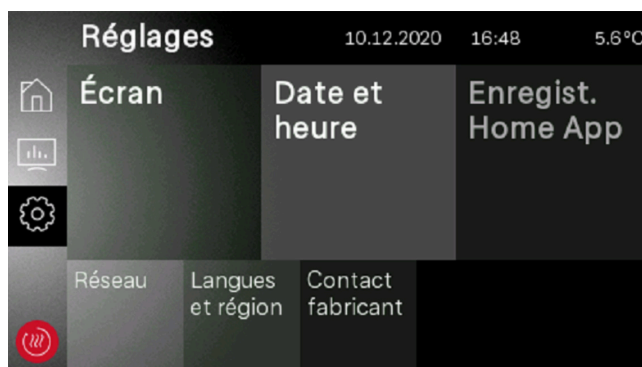 Réglages 10.12.2020 16:48 5.6°C
Écran
Date et
heure
Enregist.
Home App
Réseau
Langues
et région
Contact
fabricant